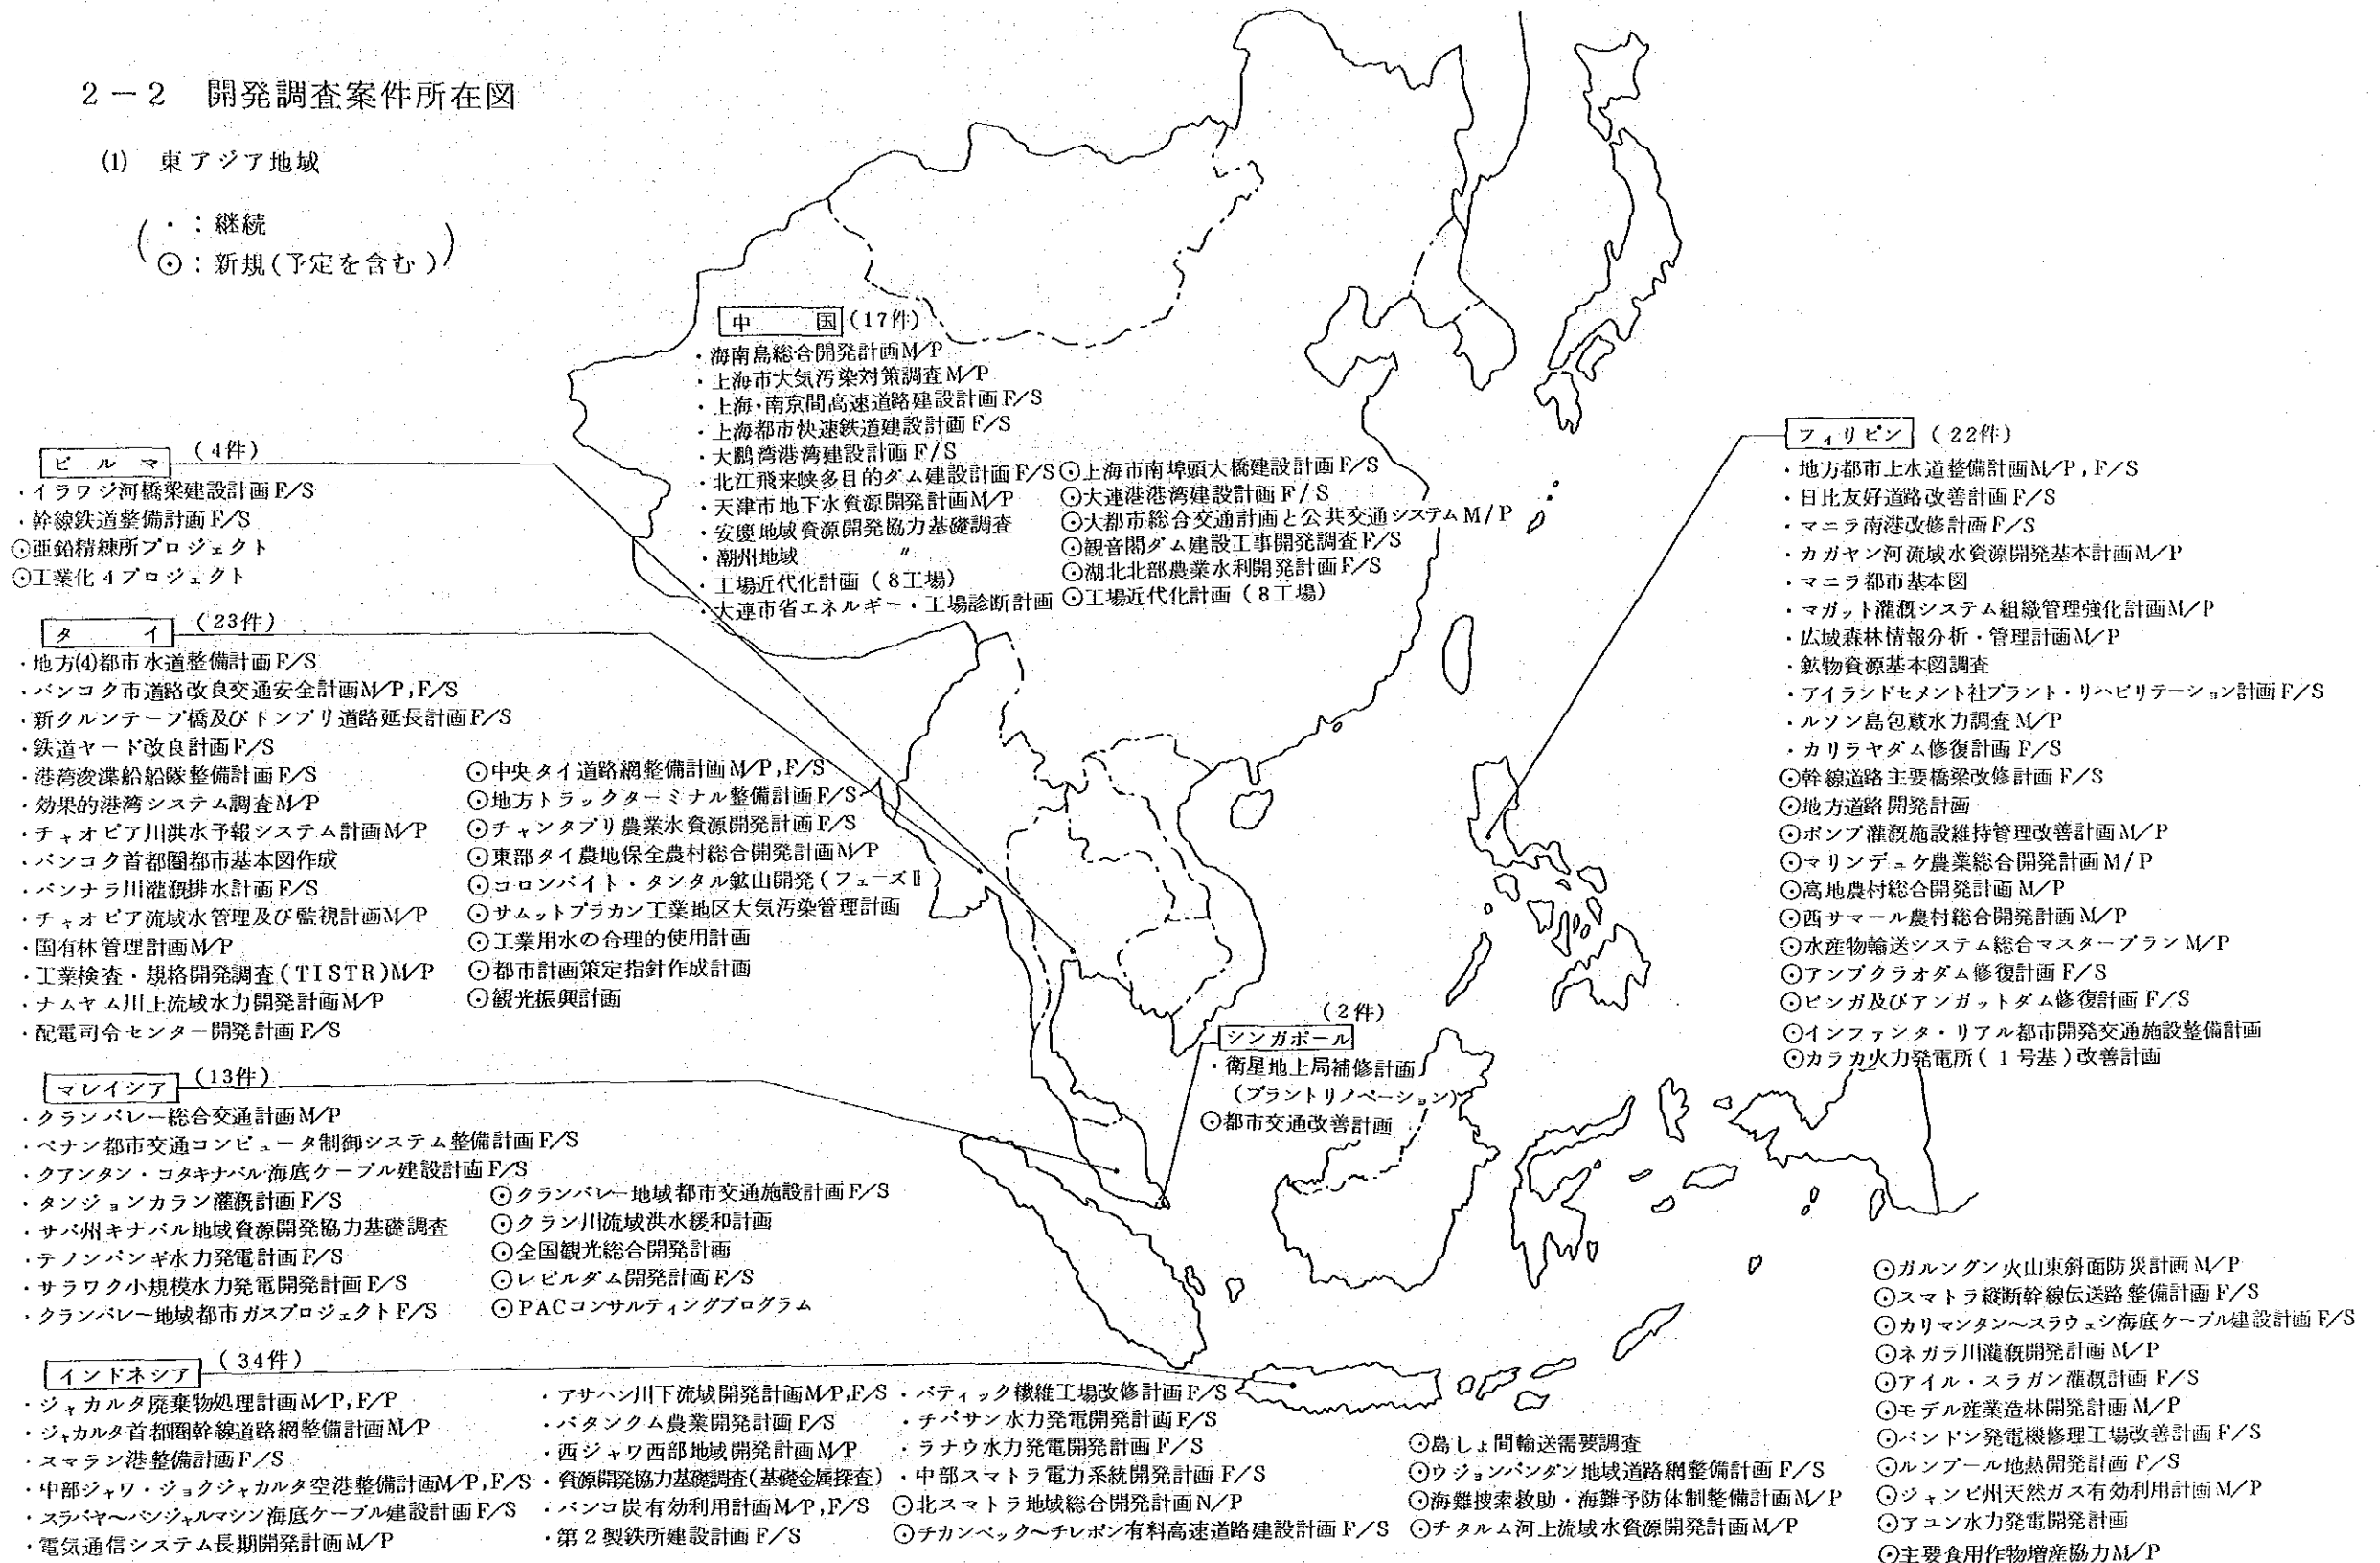 2－2 開発調査案件所在図
(1) 東アジア地域
・：継続
⊙：新規(予定を含む)
中 国 (17件)
・海南島総合開発計画M/P
・上海市大気汚染対策調査M/P
・上海・南京間高速道路建設計画F/S
・上海都市快速鉄道建設計画F/S
・大鵬湾港湾建設計画F/S
・北江飛来峡多目的ダム建設計画F/S
・天津市地下水資源開発計画M/P
・安慶地域資源開発協力基礎調査
・潮州地域 〃
・工場近代化計画(8工場)
・大連市省エネルギー・工場診断計画
⊙上海市南埠頭大橋建設計画F/S
⊙大連港港湾建設計画F/S
⊙大都市総合交通計画と公共交通システムM/P
⊙観音閣ダム建設工事開発調査F/S
⊙湖北北部農業水利開発計画F/S
⊙工場近代化計画(8工場)
ビルマ (4件)
・イラワジ河橋梁建設計画F/S
・幹線鉄道整備計画F/S
⊙亜鉛精練所プロジェクト
⊙工業化4プロジェクト
タ イ (23件)
・地方(4)都市水道整備計画F/S
・バンコク市道路改良交通安全計画M/P,F/S
・新クルンテープ橋及びトンブリ道路延長計画F/S
・鉄道ヤード改良計画F/S
・港湾浚渫船船隊整備計画F/S
・効果的港湾システム調査M/P
・チャオピア川洪水予報システム計画M/P
・バンコク首都圏都市基本図作成
・バンナラ川灌漑排水計画F/S
・チャオピア流域水管理及び監視計画M/P
・国有林管理計画M/P
・工業検査・規格開発調査(TISTR)M/P
・ナムヤム川上流域水力開発計画M/P
・配電司令センター開発計画F/S
⊙中央タイ道路網整備計画M/P,F/S
⊙地方トラックターミナル整備計画F/S
⊙チャンタブリ農業水資源開発計画F/S
⊙東部タイ農地保全農村総合開発計画M/P
⊙コロンバイト・タンタル鉱山開発(フェーズⅡ)
⊙サムットプラカン工業地区大気汚染管理計画
⊙工業用水の合理的使用計画
⊙都市計画策定指針作成計画
⊙観光振興計画
マレイシア (13件)
・クランバレー総合交通計画M/P
・ペナン都市交通コンピュータ制御システム整備計画F/S
・クアンタン・コタキナバル海底ケーブル建設計画F/S
・タンジョンカラン灌漑計画F/S
・サバ州キナバル地域資源開発協力基礎調査
・テノンパンギ水力発電計画F/S
・サラワク小規模水力発電開発計画F/S
・クランバレー地域都市ガスプロジェクトF/S
⊙クランバレー地域都市交通施設計画F/S
⊙クラン川流域洪水緩和計画
⊙全国観光総合開発計画
⊙レビルダム開発計画F/S
⊙PACコンサルティングプログラム
シンガポール (2件)
・衛星地上局補修計画
(プラントリノベーション)
⊙都市交通改善計画
フィリピン (22件)
・地方都市上水道整備計画M/P,F/S
・日比友好道路改善計画F/S
・マニラ南港改修計画F/S
・カガヤン河流域水資源開発基本計画M/P
・マニラ都市基本図
・マガット灌漑システム組織管理強化計画M/P
・広域森林情報分析・管理計画M/P
・鉱物資源基本図調査
・アイランドセメント社プラント・リハビリテーション計画F/S
・ルソン島包蔵水力調査M/P
・カリラヤダム修復計画F/S
⊙幹線道路主要橋梁改修計画F/S
⊙地方道路開発計画
⊙ポンプ灌漑施設維持管理改善計画M/P
⊙マリンデュケ農業総合開発計画M/P
⊙高地農村総合開発計画M/P
⊙西サマール農村総合開発計画M/P
⊙水産物輸送システム総合マスタープランM/P
⊙アンブクラオダム修復計画F/S
⊙ビンガ及びアンガットダム修復計画F/S
⊙インファンタ・リアル都市開発交通施設整備計画
⊙カラカ火力発電所(1号基)改善計画
インドネシア (34件)
・ジャカルタ廃棄物処理計画M/P,F/P
・ジャカルタ首都圏幹線道路網整備計画M/P
・スマラン港整備計画F/S
・中部ジャワ・ジョクジャカルタ空港整備計画M/P,F/S
・スラバヤ～バンジャルマシン海底ケーブル建設計画F/S
・電気通信システム長期開発計画M/P
・アサハン川下流域開発計画M/P,F/S
・バタンクム農業開発計画F/S
・西ジャワ西部地域開発計画M/P
・資源開発協力基礎調査(基礎金属探査)
・バンコ炭有効利用計画M/P,F/S
・第2製鉄所建設計画F/S
・バティック繊維工場改修計画F/S
・チパサン水力発電開発計画F/S
・ラナウ水力発電開発計画F/S
・中部スマトラ電力系統開発計画F/S
⊙北スマトラ地域総合開発計画N/P
⊙チカンペック～チレボン有料高速道路建設計画F/S
⊙島しょ間輸送需要調査
⊙ウジョンパンダン地域道路網整備計画F/S
⊙海難捜索救助・海難予防体制整備計画M/P
⊙チタルム河上流域水資源開発計画M/P
⊙ガルングン火山東斜面防災計画M/P
⊙スマトラ縦断幹線伝送路整備計画F/S
⊙カリマンタン～スラウェシ海底ケーブル建設計画F/S
⊙ネガラ川灌漑開発計画M/P
⊙アイル・スラガン灌漑計画F/S
⊙モデル産業造林開発計画M/P
⊙バンドン発電機修理工場改善計画F/S
⊙ルンプール地熱開発計画F/S
⊙ジャンビ州天然ガス有効利用計画M/P
⊙アユン水力発電開発計画
⊙主要食用作物増産協力M/P